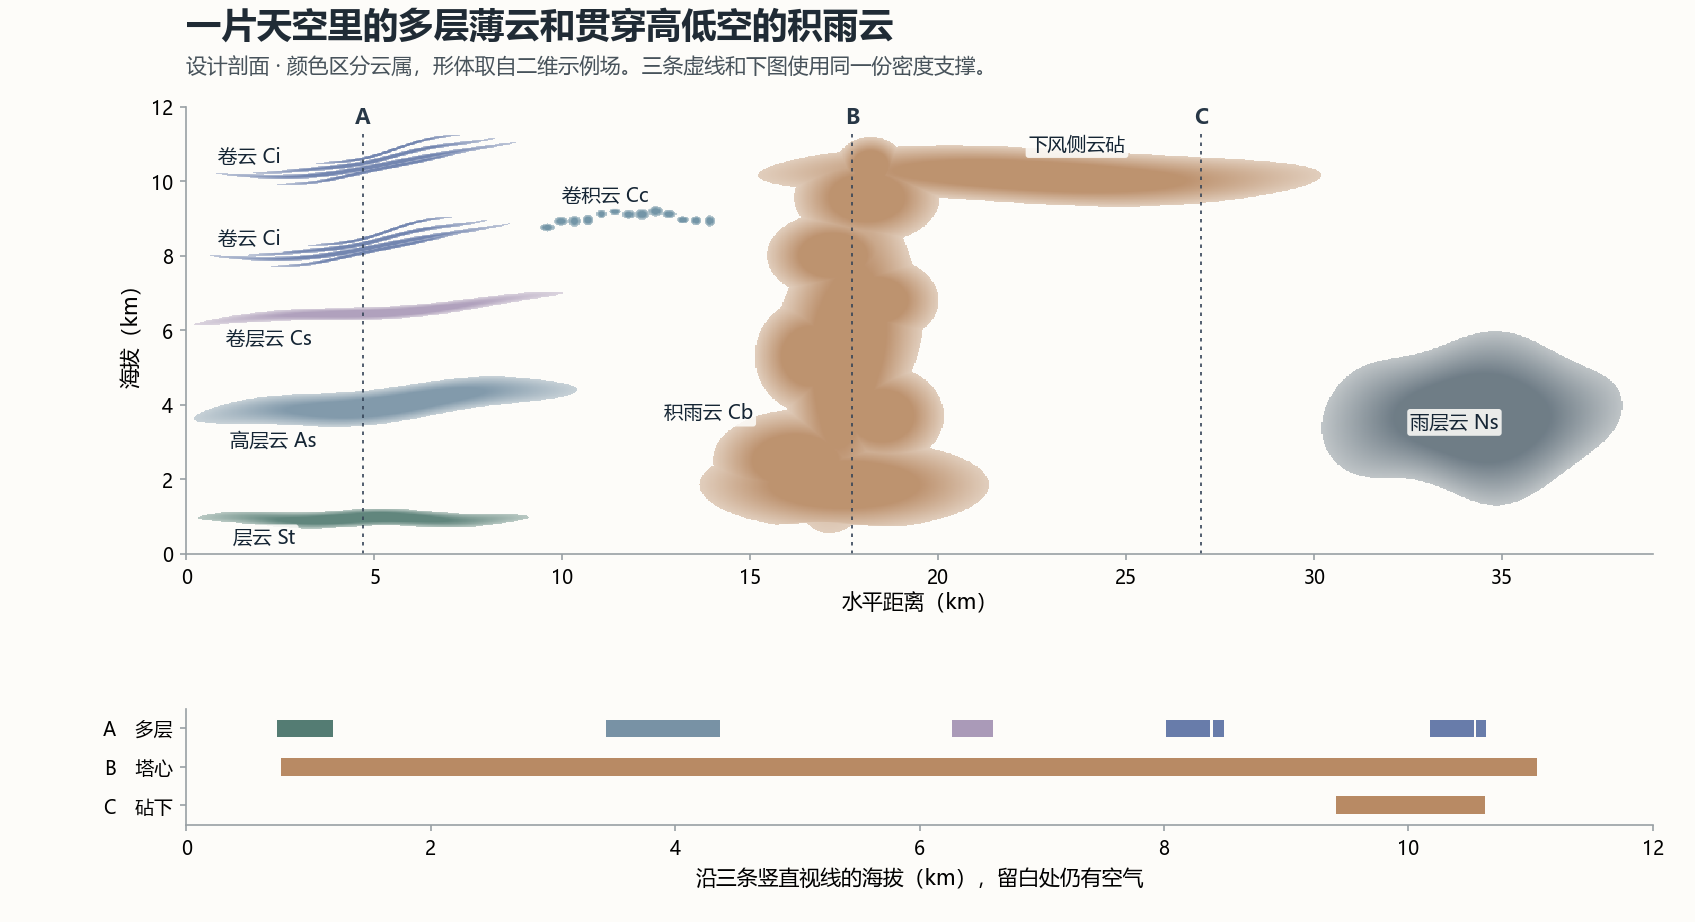 一片天空里的多层薄云和贯穿高低空的积雨云
设计剖面 · 颜色区分云属，形体取自二维示例场。三条虚线和下图使用同一份密度支撑。
12
10
8
6
4
2
0
海拔（km）
A
B
C
卷云 Ci
卷积云 Cc
下风侧云砧
卷云 Ci
卷层云 Cs
高层云 As
积雨云 Cb
雨层云 Ns
层云 St
0 5 10 15 20 25 30 35
水平距离（km）
A 多层
B 塔心
C 砧下
0 2 4 6 8 10 12
沿三条竖直视线的海拔（km），留白处仍有空气